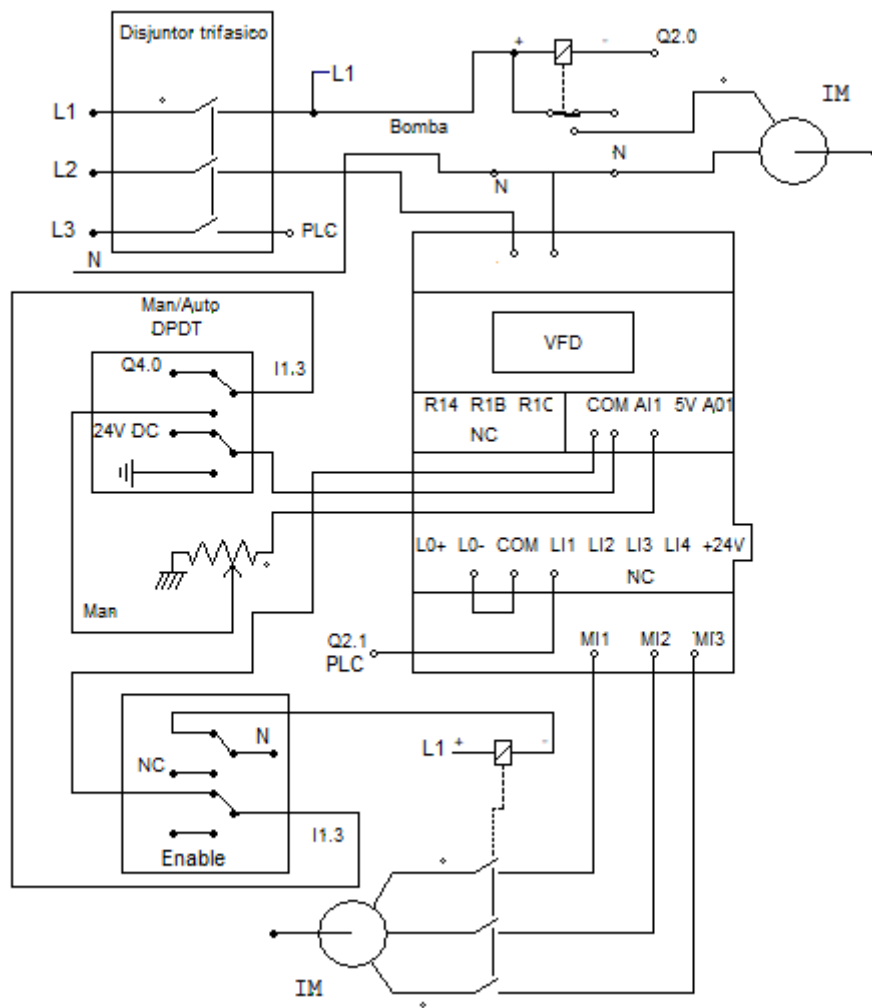 Disjuntor trifasico
+ - Q2.0
L1
IM
L1
Bomba
N
L2
N
L3
PLC
N
Man/Auto
DPDT
VFD
Q4.0
I1.3
R14 R1B R1C
COM AI1 5V A01
NC
24V DC
L0+ L0- COM LI1 LI2 LI3 LI4 +24V
NC
Man
Q2.1
PLC
MI1 MI2 MI3
N
L1 + -
NC
I1.3
Enable
IM